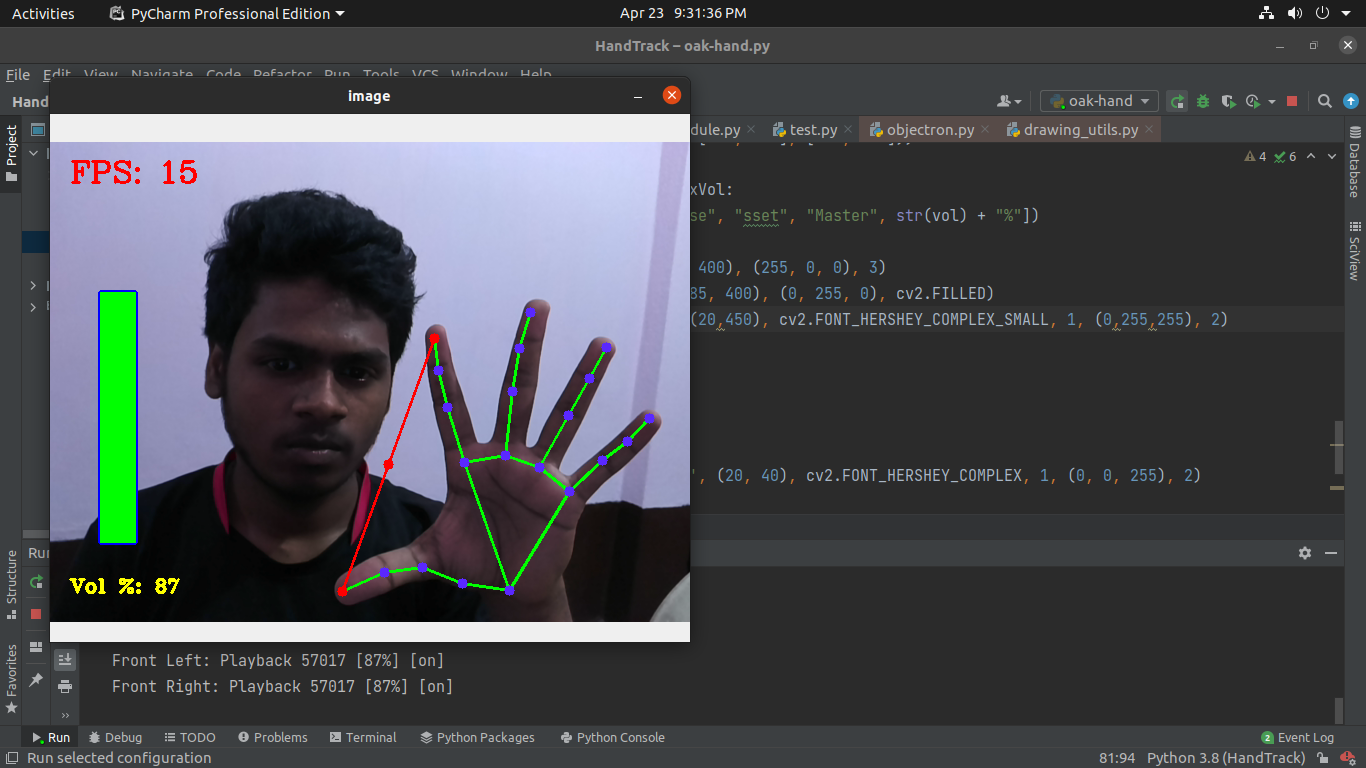 Activities PyCharm Professional Edition Apr 23 9:31:36 PM
HandTrack – oak-hand.py
File Edit View Navigate Code Refactor Run Tools VCS Window Help
image
Hand oak-hand
Project
dule.py test.py objectron.py drawing_utils.py
Database
SciView
4 6
FPS: 15
xVol:
se", "sset", "Master", str(vol) + "%"])
400), (255, 0, 0), 3)
85, 400), (0, 255, 0), cv2.FILLED)
(20,450), cv2.FONT_HERSHEY_COMPLEX_SMALL, 1, (0,255,255), 2)
', (20, 40), cv2.FONT_HERSHEY_COMPLEX, 1, (0, 0, 255), 2)
Run
Structure
Vol %: 87
Favorites
Front Left: Playback 57017 [87%] [on]
Front Right: Playback 57017 [87%] [on]
Run Debug TODO Problems Terminal Python Packages Python Console 2 Event Log
Run selected configuration 81:94 Python 3.8 (HandTrack)